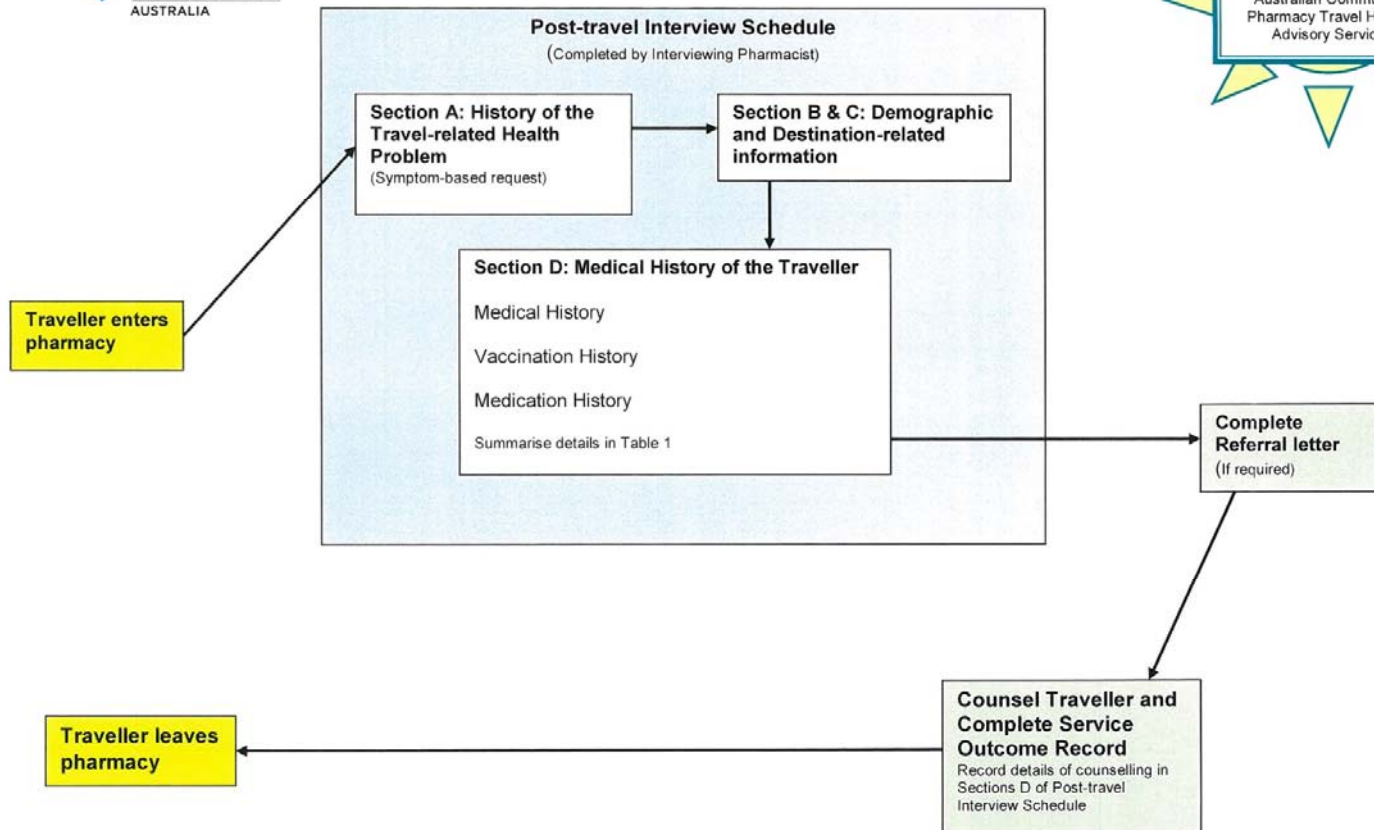 AUSTRALIA
Pharmacy Travel
Advisory
Post-travel Interview Schedule
(Completed by Interviewing Pharmacist)
Section A: History of the
Travel-related Health
Problem
(Symptom-based request)
Section B & C: Demographic
and Destination-related
information
Section D: Medical History of the Traveller
Medical History
Vaccination History
Medication History
Summarise details in Table 1
Traveller enters
pharmacy
Complete
Referral letter
(If required)
Counsel Traveller and
Complete Service
Outcome Record
Record details of counselling in
Sections D of Post-travel
Interview Schedule
Traveller leaves
pharmacy